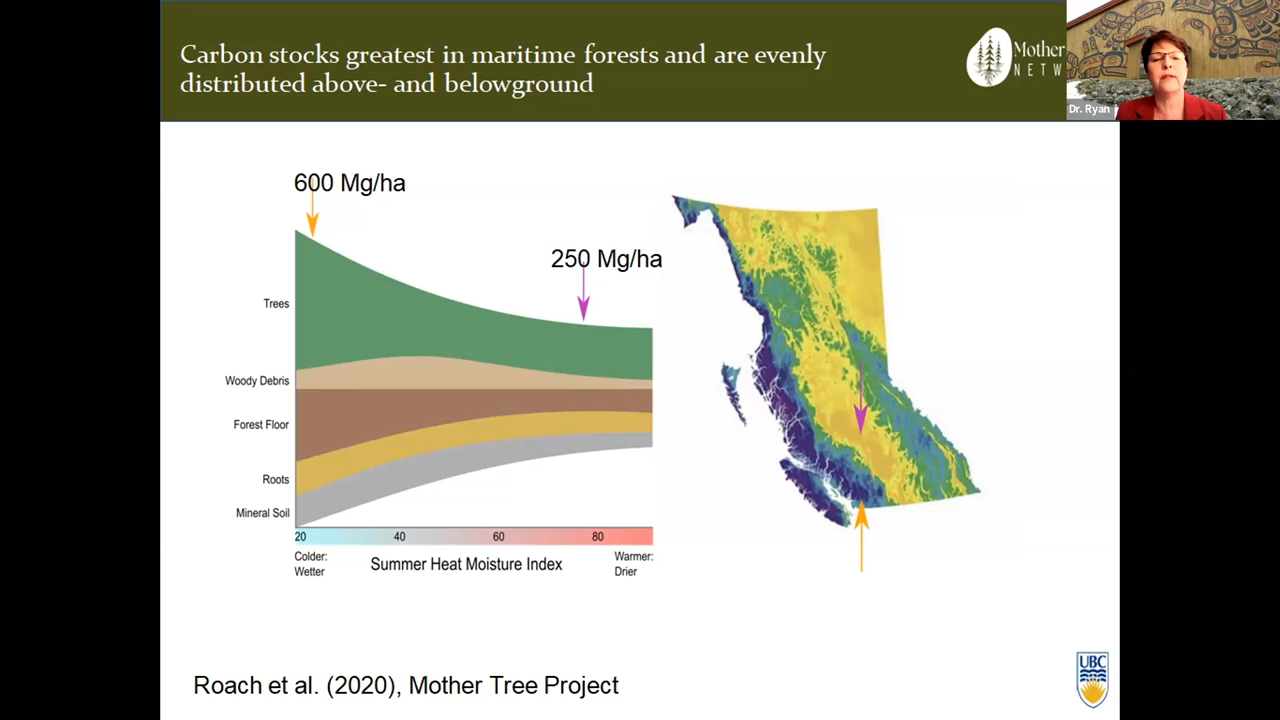 Carbon stocks greatest in maritime forests and are evenly
distributed above- and belowground
Mother
NETW
Dr. Ryan
600 Mg/ha
250 Mg/ha
Trees
Woody Debris
Forest Floor
Roots
Mineral Soil
20 40 60 80
Colder:
Wetter
Summer Heat Moisture Index
Warmer:
Drier
UBC
Roach et al. (2020), Mother Tree Project